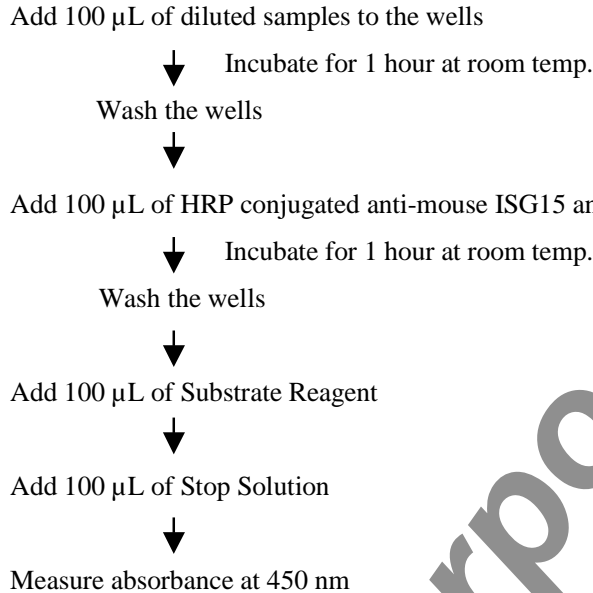 Add 100 µL of diluted samples to the wells
Incubate for 1 hour at room temp.
Wash the wells
Add 100 µL of HRP conjugated anti-mouse ISG15
Incubate for 1 hour at room temp.
Wash the wells
Add 100 µL of Substrate Reagent
Add 100 µL of Stop Solution
Measure absorbance at 450 nm